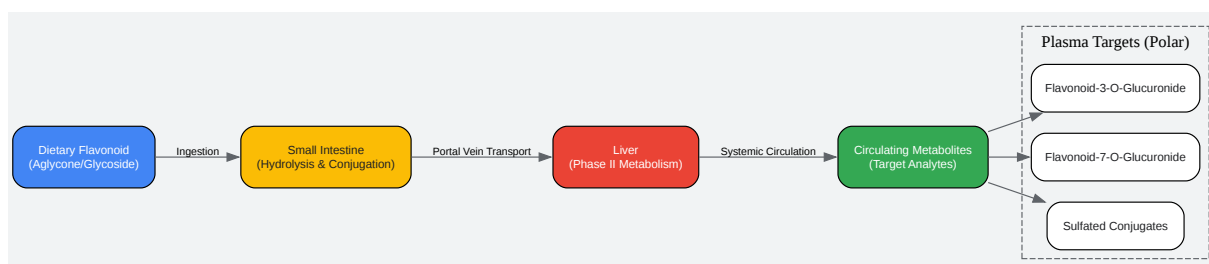 Dietary Flavonoid
(Aglycone/Glycoside)
Ingestion
Small Intestine
(Hydrolysis & Conjugation)
Portal Vein Transport
Liver
(Phase II Metabolism)
Systemic Circulation
Circulating Metabolites
(Target Analytes)
Plasma Targets (Polar)
Flavonoid-3-O-Glucuronide
Flavonoid-7-O-Glucuronide
Sulfated Conjugates